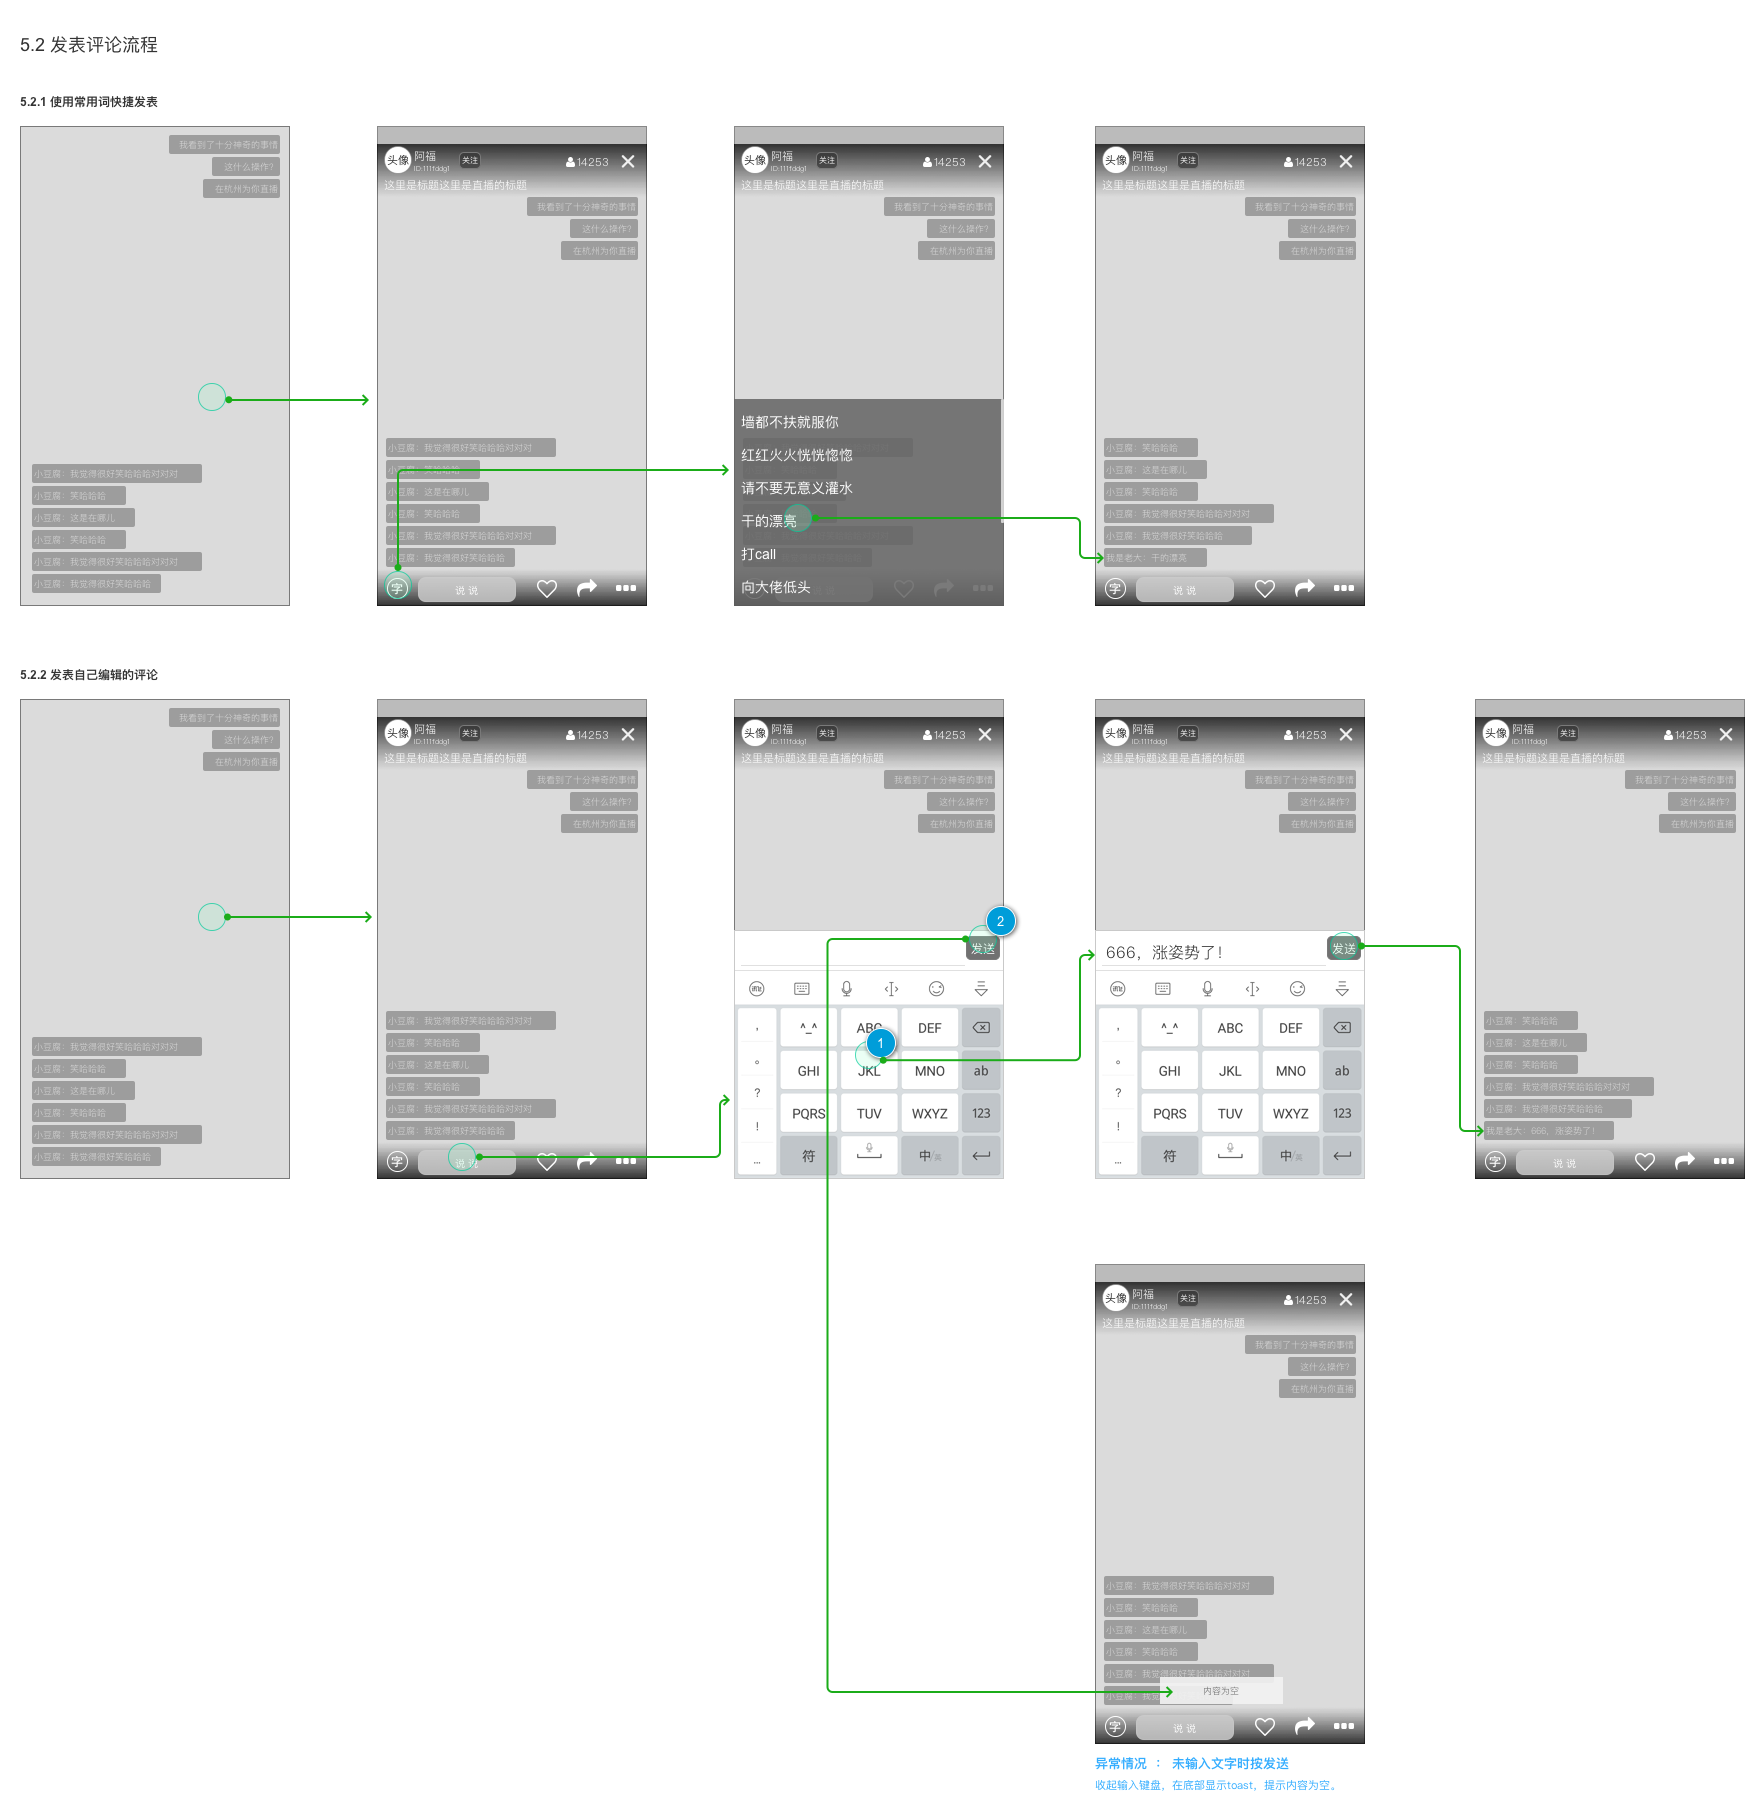 5.2 发表评论流程
5.2.1 使用常用词快捷发表
我看到了十分神奇的事情
这什么操作?
在杭州为你直播
小豆腐：我觉得很好笑哈哈哈对对对
小豆腐：笑哈哈哈
小豆腐：这是在哪儿
小豆腐：笑哈哈哈
小豆腐：我觉得很好笑哈哈哈对对对
小豆腐：我觉得很好笑哈哈哈
头像
阿福
ID:111fddg1
关注
14253
这里是标题这里是直播的标题
我看到了十分神奇的事情
这什么操作?
在杭州为你直播
小豆腐：我觉得很好笑哈哈哈对对对
小豆腐：笑哈哈哈
小豆腐：这是在哪儿
小豆腐：笑哈哈哈
小豆腐：我觉得很好笑哈哈哈对对对
小豆腐：我觉得很好笑哈哈哈
字
说 说
头像
阿福
ID:111fddg1
关注
14253
这里是标题这里是直播的标题
我看到了十分神奇的事情
这什么操作?
在杭州为你直播
墙都不扶就服你
红红火火恍恍惚惚
请不要无意义灌水
干的漂亮
打call
向大佬低头
头像
阿福
ID:111fddg1
关注
14253
这里是标题这里是直播的标题
我看到了十分神奇的事情
这什么操作?
在杭州为你直播
小豆腐：笑哈哈哈
小豆腐：这是在哪儿
小豆腐：笑哈哈哈
小豆腐：我觉得很好笑哈哈哈对对对
小豆腐：我觉得很好笑哈哈哈
我是老大：干的漂亮
字
说 说
5.2.2 发表自己编辑的评论
我看到了十分神奇的事情
这什么操作?
在杭州为你直播
小豆腐：我觉得很好笑哈哈哈对对对
小豆腐：笑哈哈哈
小豆腐：这是在哪儿
小豆腐：笑哈哈哈
小豆腐：我觉得很好笑哈哈哈对对对
小豆腐：我觉得很好笑哈哈哈
头像
阿福
ID:111fddg1
关注
14253
这里是标题这里是直播的标题
我看到了十分神奇的事情
这什么操作?
在杭州为你直播
小豆腐：我觉得很好笑哈哈哈对对对
小豆腐：笑哈哈哈
小豆腐：这是在哪儿
小豆腐：笑哈哈哈
小豆腐：我觉得很好笑哈哈哈对对对
小豆腐：我觉得很好笑哈哈哈
字
说 说
头像
阿福
ID:111fddg1
关注
14253
这里是标题这里是直播的标题
我看到了十分神奇的事情
这什么操作?
在杭州为你直播
2
发送
, ^_^ ABC DEF
1
。 GHI JKL MNO ab
? PQRS TUV WXYZ 123
! 符 中/英
...
头像
阿福
ID:111fddg1
关注
14253
这里是标题这里是直播的标题
我看到了十分神奇的事情
这什么操作?
在杭州为你直播
666，涨姿势了!
发送
, ^_^ ABC DEF
。 GHI JKL MNO ab
? PQRS TUV WXYZ 123
! 符 中/英
...
头像
阿福
ID:111fddg1
关注
14253
这里是标题这里是直播的标题
我看到了十分神奇的事情
这什么操作?
在杭州为你直播
小豆腐：笑哈哈哈
小豆腐：这是在哪儿
小豆腐：笑哈哈哈
小豆腐：我觉得很好笑哈哈哈对对对
小豆腐：我觉得很好笑哈哈哈
我是老大：666，涨姿势了!
字
说 说
头像
阿福
ID:111fddg1
关注
14253
这里是标题这里是直播的标题
我看到了十分神奇的事情
这什么操作?
在杭州为你直播
小豆腐：我觉得很好笑哈哈哈对对对
小豆腐：笑哈哈哈
小豆腐：这是在哪儿
小豆腐：笑哈哈哈
小豆腐：我觉得很好笑哈哈哈对对对
小豆腐：我觉
内容为空
字
说 说
异常情况 ： 未输入文字时按发送
收起输入键盘，在底部显示toast，提示内容为空。